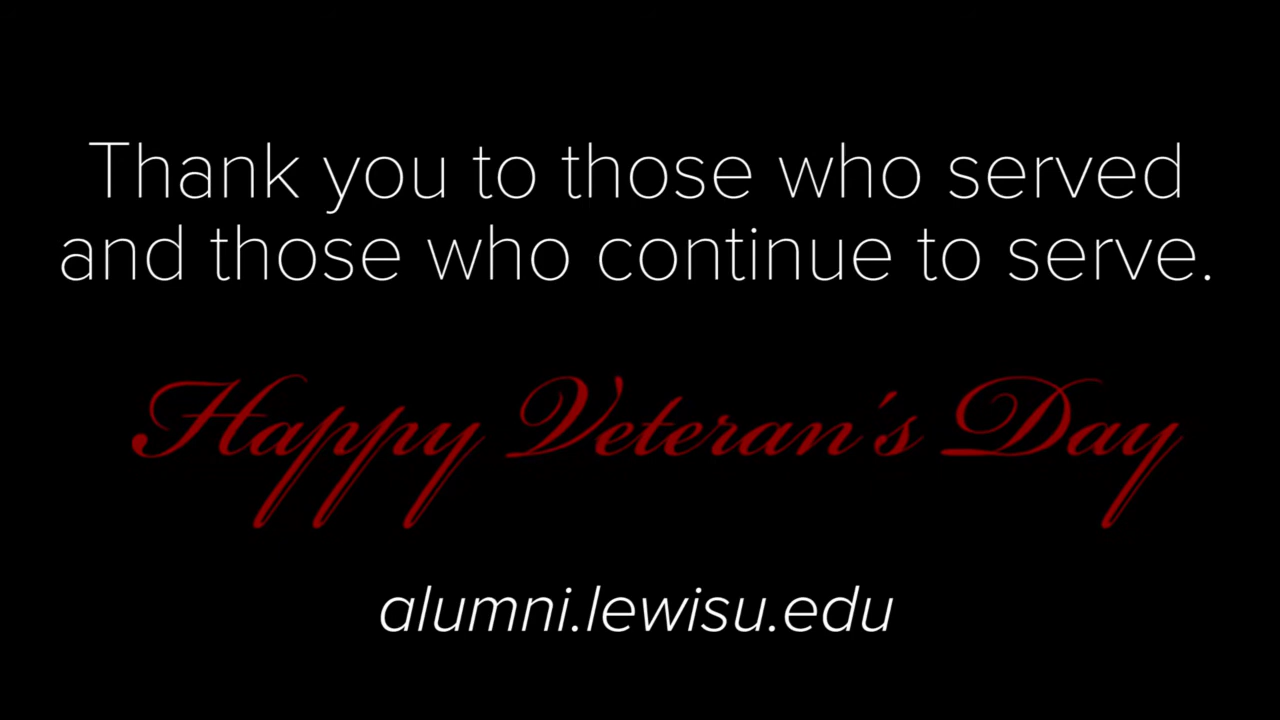 Thank you to those who served
and those who continue to serve.
Happy Veteran's Day
alumni.lewisu.edu